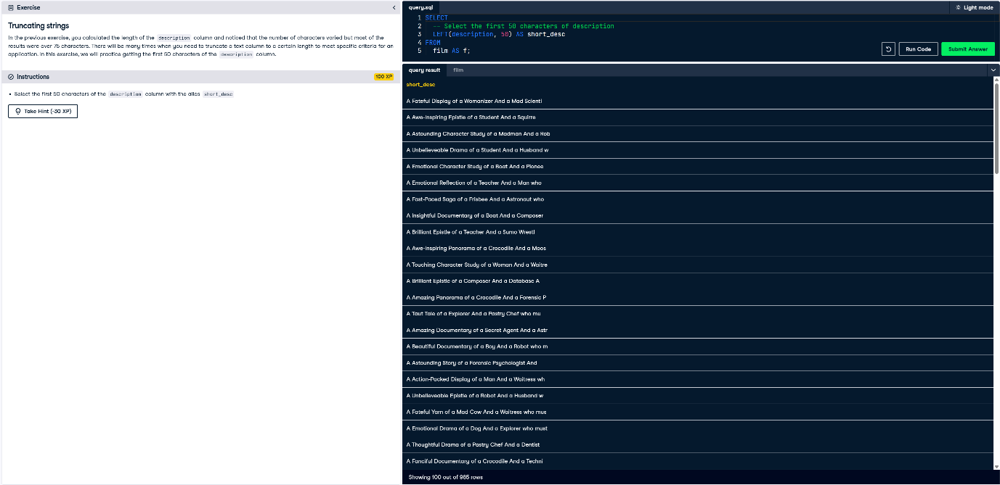 Exercise
Truncating strings
In the previous exercise, you calculated the length of the description column and noticed that the number of characters varied but most of the
results were over 75 characters. There will be many times when you need to truncate a text column to a certain length to meet specific criteria for an
application. In this exercise, we will practice getting the first 50 characters of the description column.
Instructions
100 XP
• Select the first 50 characters of the description column with the alias short_desc
Take Hint (-30 XP)
query.sql
Light mode
1 SELECT
2 -- Select the first 50 characters of description
3 LEFT(description, 50) AS short_desc
4 FROM
5 film AS f;
Run Code
Submit Answer
query result
film
short_desc
A Fateful Display of a Womanizer And a Mad Scienti
A Awe-Inspiring Epistle of a Student And a Squirre
A Astounding Character Study of a Madman And a Rob
A Unbelieveable Drama of a Student And a Husband w
A Emotional Character Study of a Boat And a Pionee
A Emotional Reflection of a Teacher And a Man who
A Fast-Paced Saga of a Frisbee And a Astronaut who
A Insightful Documentary of a Boat And a Composer
A Brilliant Epistle of a Teacher And a Sumo Wrestl
A Awe-Inspiring Panorama of a Crocodile And a Moos
A Touching Character Study of a Woman And a Waitre
A Brilliant Epistle of a Composer And a Database A
A Amazing Panorama of a Crocodile And a Forensic P
A Taut Tale of a Explorer And a Pastry Chef who mu
A Amazing Documentary of a Secret Agent And a Astr
A Beautiful Documentary of a Boy And a Robot who m
A Astounding Story of a Forensic Psychologist And
A Action-Packed Display of a Man And a Waitress wh
A Unbelieveable Epistle of a Robot And a Husband w
A Fateful Yarn of a Mad Cow And a Waitress who mus
A Emotional Drama of a Dog And a Explorer who must
A Thoughtful Drama of a Pastry Chef And a Dentist
A Fanciful Documentary of a Crocodile And a Techni
Showing 100 out of 965 rows